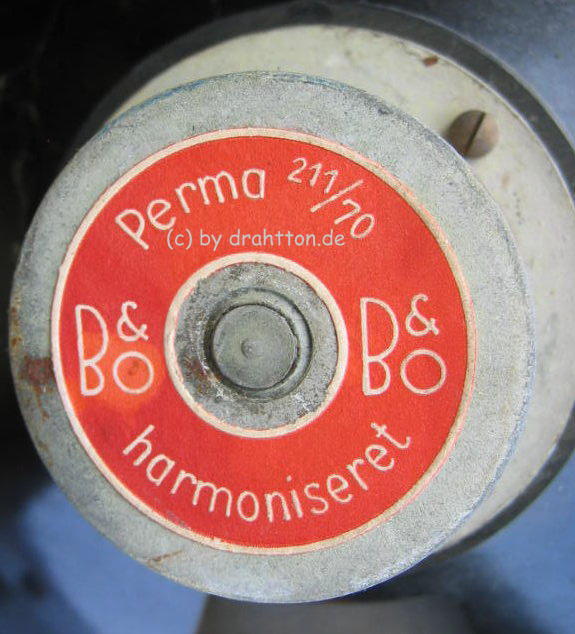 Perma 211/70
(c) by drahtton.de
B&O
B&O
harmoniseret